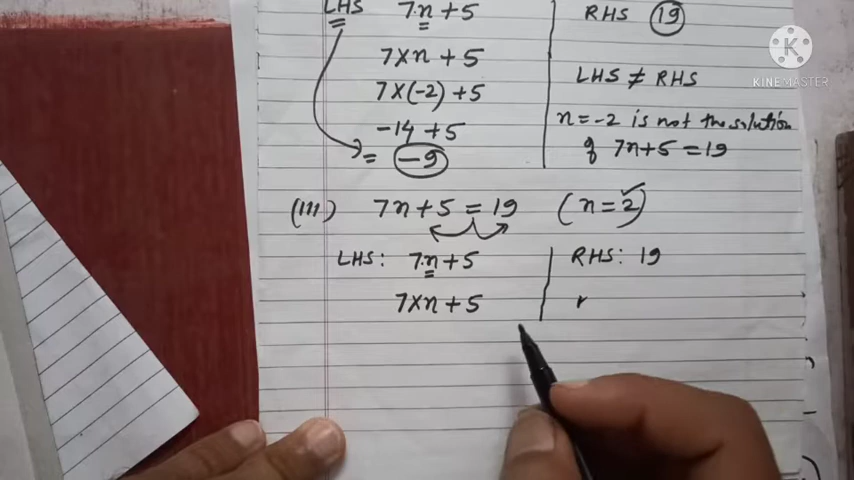 LHS 7n+5 RHS 19
7×n+5
LHS ≠ RHS
7×(-2)+5
n=-2 is not the solution
-14+5
of 7n+5=19
= -9
(III) 7n+5=19 (n=2)
LHS: 7n+5 RHS: 19
7×n+5
KINEMASTER